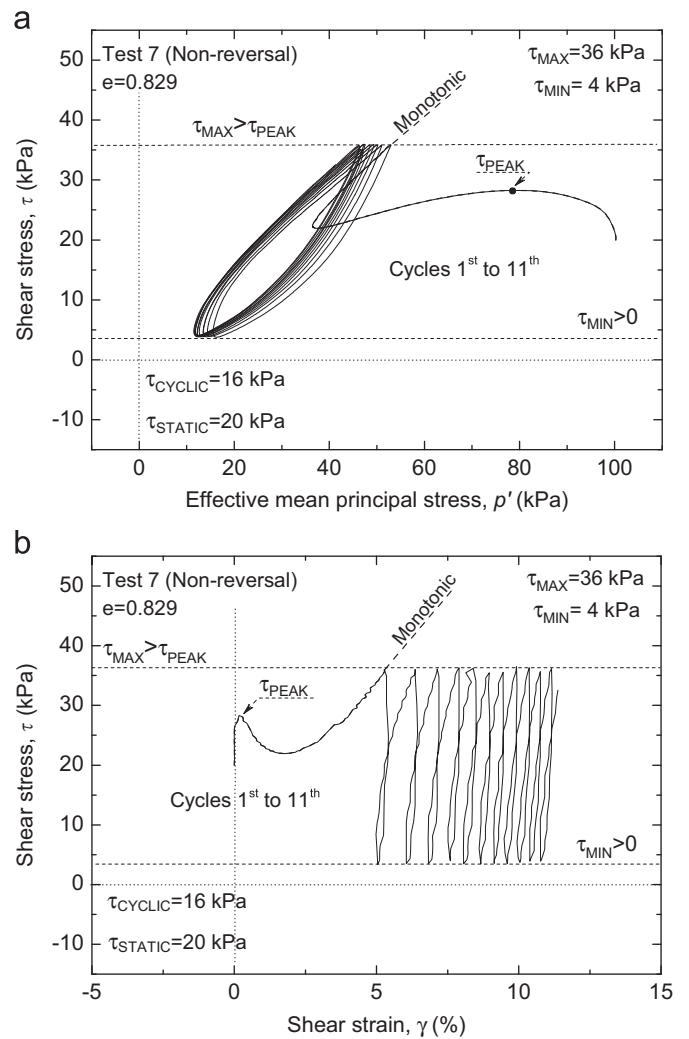 a
Test 7 (Non-reversal)
e=0.829
τMAX=36 kPa
τMIN= 4 kPa
τMAX>τPEAK
Monotonic
τPEAK
Cycles 1st to 11th
τMIN>0
τCYCLIC=16 kPa
τSTATIC=20 kPa
50
40
30
20
10
0
-10
Shear stress, τ (kPa)
0 20 40 60 80 100
Effective mean principal stress, p' (kPa)
b
Test 7 (Non-reversal)
e=0.829
τMAX=36 kPa
τMIN= 4 kPa
τMAX>τPEAK
Monotonic
τPEAK
Cycles 1st to 11th
τMIN>0
τCYCLIC=16 kPa
τSTATIC=20 kPa
50
40
30
20
10
0
-10
Shear stress, τ (kPa)
-5 0 5 10 15
Shear strain, γ (%)